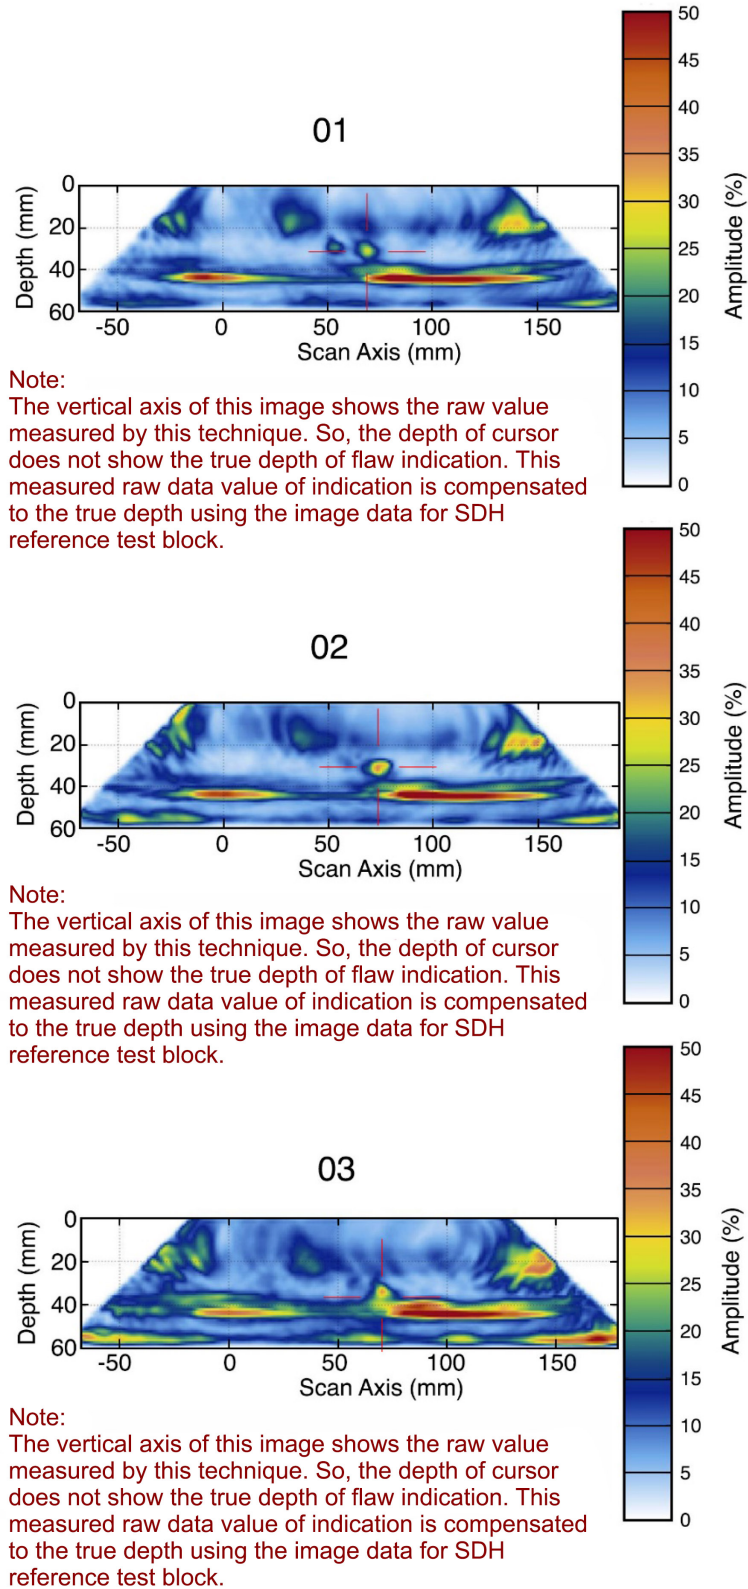 01
50
45
40
35
30
25
20
15
10
5
0
Amplitude (%)
0
20
40
60
Depth (mm)
-50 0 50 100 150
Scan Axis (mm)
Note:
The vertical axis of this image shows the raw value
measured by this technique. So, the depth of cursor
does not show the true depth of flaw indication. This
measured raw data value of indication is compensated
to the true depth using the image data for SDH
reference test block.
02
50
45
40
35
30
25
20
15
10
5
0
Amplitude (%)
0
20
40
60
Depth (mm)
-50 0 50 100 150
Scan Axis (mm)
Note:
The vertical axis of this image shows the raw value
measured by this technique. So, the depth of cursor
does not show the true depth of flaw indication. This
measured raw data value of indication is compensated
to the true depth using the image data for SDH
reference test block.
03
50
45
40
35
30
25
20
15
10
5
0
Amplitude (%)
0
20
40
60
Depth (mm)
-50 0 50 100 150
Scan Axis (mm)
Note:
The vertical axis of this image shows the raw value
measured by this technique. So, the depth of cursor
does not show the true depth of flaw indication. This
measured raw data value of indication is compensated
to the true depth using the image data for SDH
reference test block.